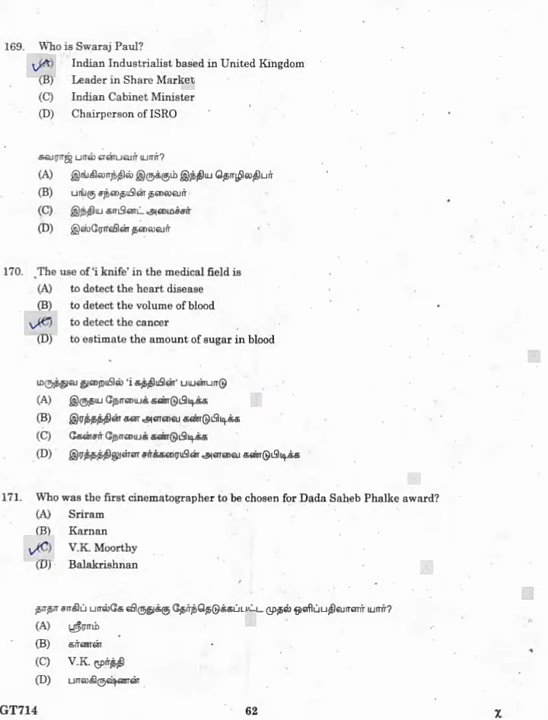 169. Who is Swaraj Paul?
(A) Indian Industrialist based in United Kingdom
(B) Leader in Share Market
(C) Indian Cabinet Minister
(D) Chairperson of ISRO
சுவராஜ் பால் என்பவர் யார்?
(A) இங்கிலாந்தில் இருக்கும் இந்திய தொழிலதிபர்
(B) பங்கு சந்தையின் தலைவர்
(C) இந்திய காபினட் அமைச்சர்
(D) இஸ்ரோவின் தலைவர்
170. The use of 'i knife' in the medical field is
(A) to detect the heart disease
(B) to detect the volume of blood
(C) to detect the cancer
(D) to estimate the amount of sugar in blood
மருத்துவ துறையில் 'i கத்தியின்' பயன்பாடு
(A) இருதய நோயைக் கண்டுபிடிக்க
(B) இரத்தத்தின் கன அளவை கண்டுபிடிக்க
(C) கேன்சர் நோயைக் கண்டுபிடிக்க
(D) இரத்தத்திலுள்ள சர்க்கரையின் அளவை கண்டுபிடிக்க
171. Who was the first cinematographer to be chosen for Dada Saheb Phalke award?
(A) Sriram
(B) Karnan
(C) V.K. Moorthy
(D) Balakrishnan
தாதா சாகிப் பால்கே விருதுக்கு தேர்ந்தெடுக்கப்பட்ட முதல் ஒளிப்பதிவாளர் யார்?
(A) ஸ்ரீராம்
(B) கர்ணன்
(C) V.K. மூர்த்தி
(D) பாலகிருஷ்ணன்
GT714 62 χ